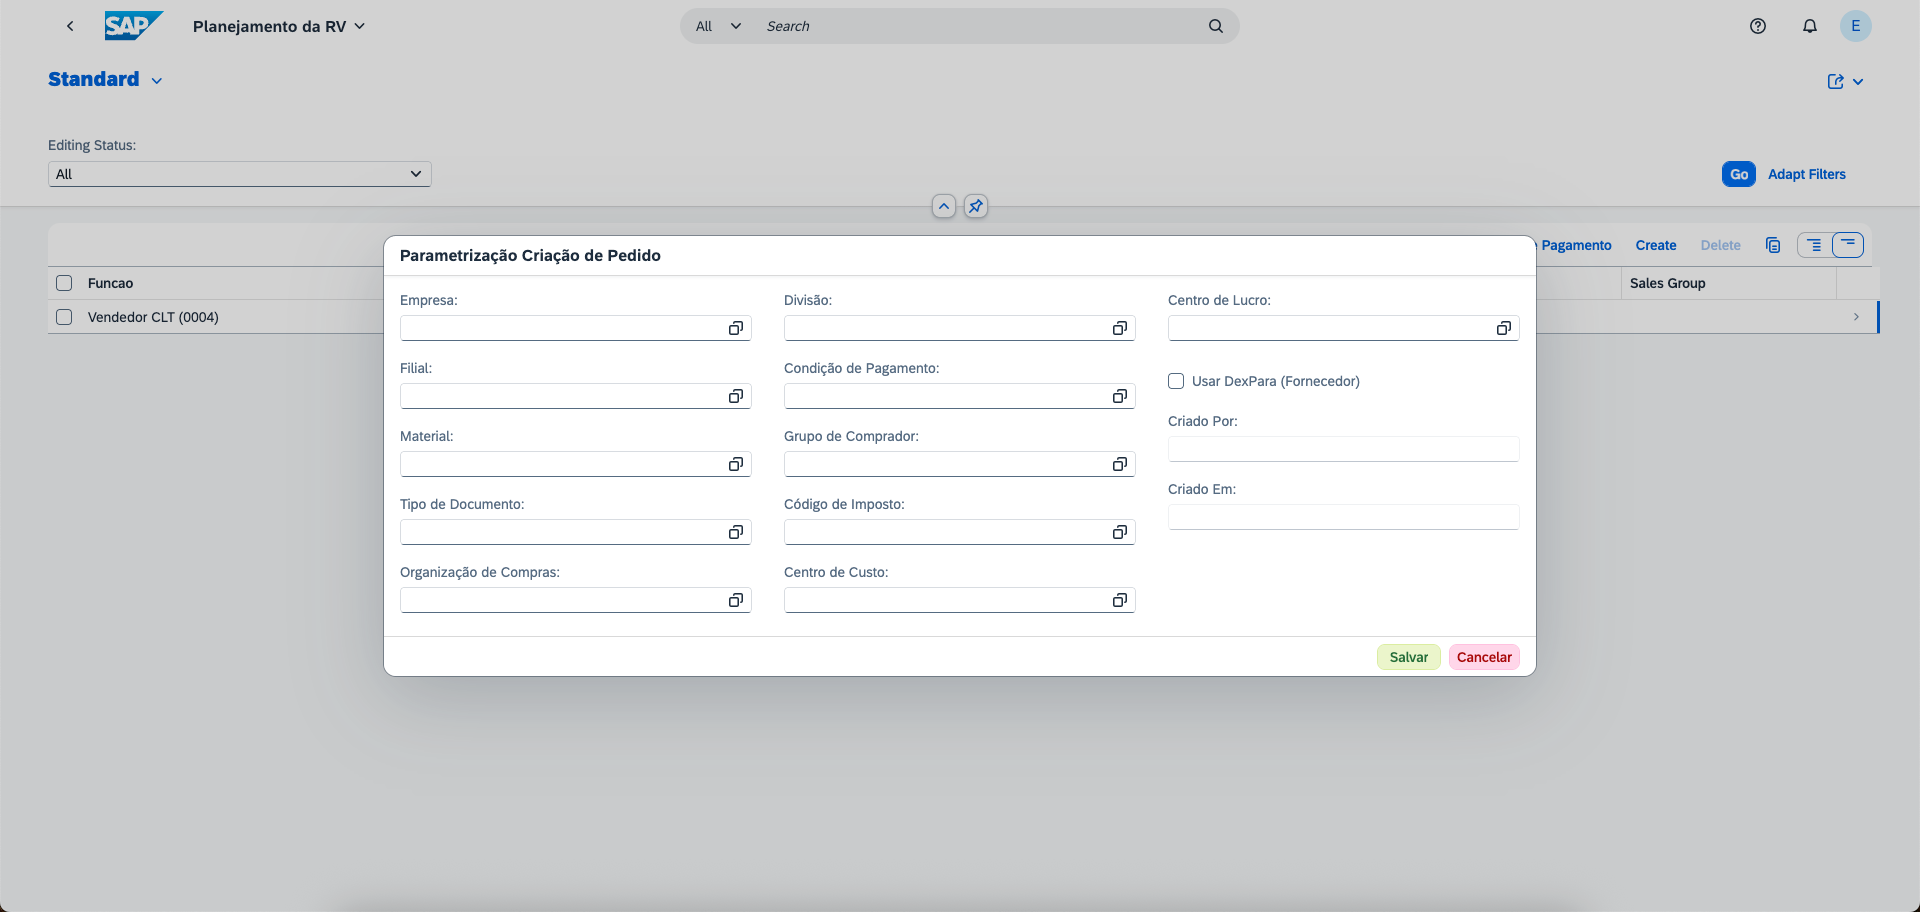 SAP
Planejamento da RV
All
Search
E
Standard
Editing Status:
All
Go
Adapt Filters
Pagamento
Create
Delete
Funcao
Sales Group
Vendedor CLT (0004)
Parametrização Criação de Pedido
Empresa:
Divisão:
Centro de Lucro:
Filial:
Condição de Pagamento:
Usar DexPara (Fornecedor)
Material:
Grupo de Comprador:
Criado Por:
Tipo de Documento:
Código de Imposto:
Criado Em:
Organização de Compras:
Centro de Custo:
Salvar
Cancelar